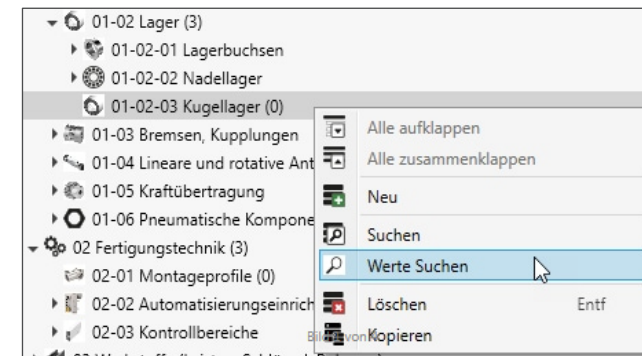 01-02 Lager (3)
01-02-01 Lagerbuchsen
01-02-02 Nadellager
01-02-03 Kugellager (0)
01-03 Bremsen, Kupplungen
01-04 Lineare und rotative Ant
01-05 Kraftübertragung
01-06 Pneumatische Kompone
02 Fertigungstechnik (3)
02-01 Montageprofile (0)
02-02 Automatisierungseinrich
02-03 Kontrollbereiche
Alle aufklappen
Alle zusammenklappen
Neu
Suchen
Werte Suchen
Löschen Entf
Kopieren